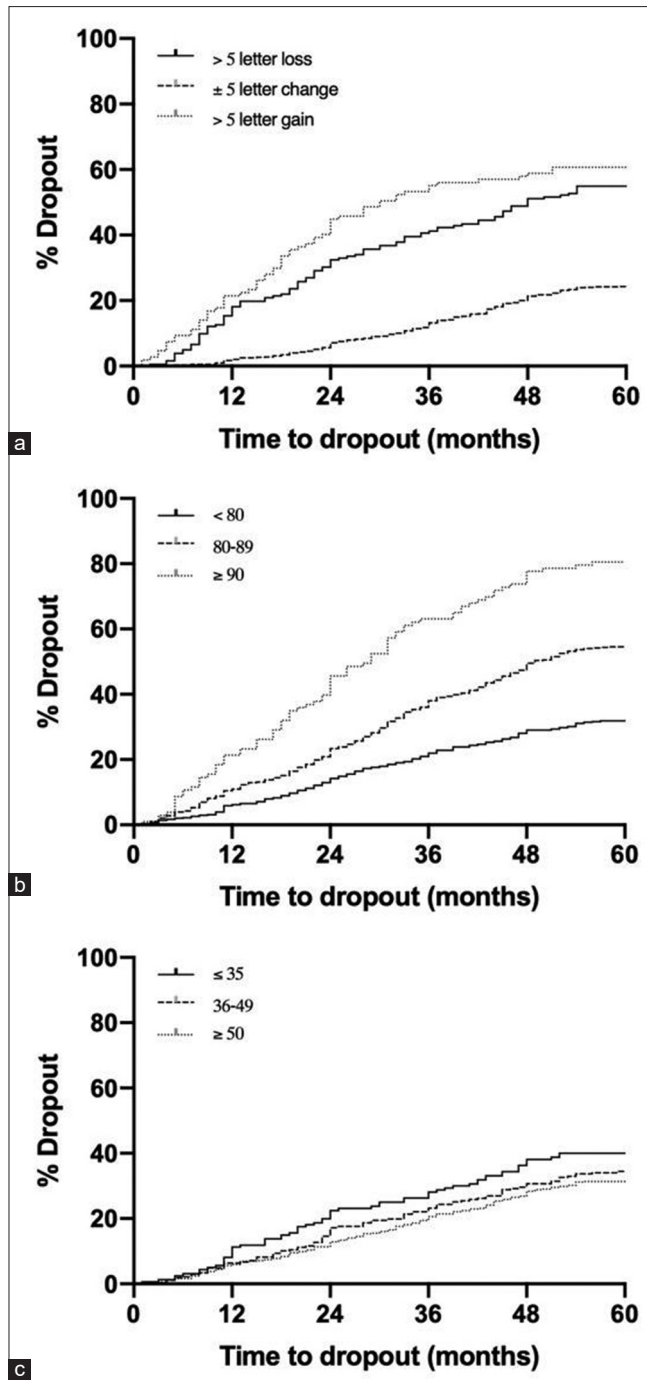 100
80
60
40
20
0
% Dropout
> 5 letter loss
± 5 letter change
> 5 letter gain
0 12 24 36 48 60
Time to dropout (months)
a
100
80
60
40
20
0
% Dropout
< 80
80-89
≥ 90
0 12 24 36 48 60
Time to dropout (months)
b
100
80
60
40
20
0
% Dropout
≤ 35
36-49
≥ 50
0 12 24 36 48 60
Time to dropout (months)
c